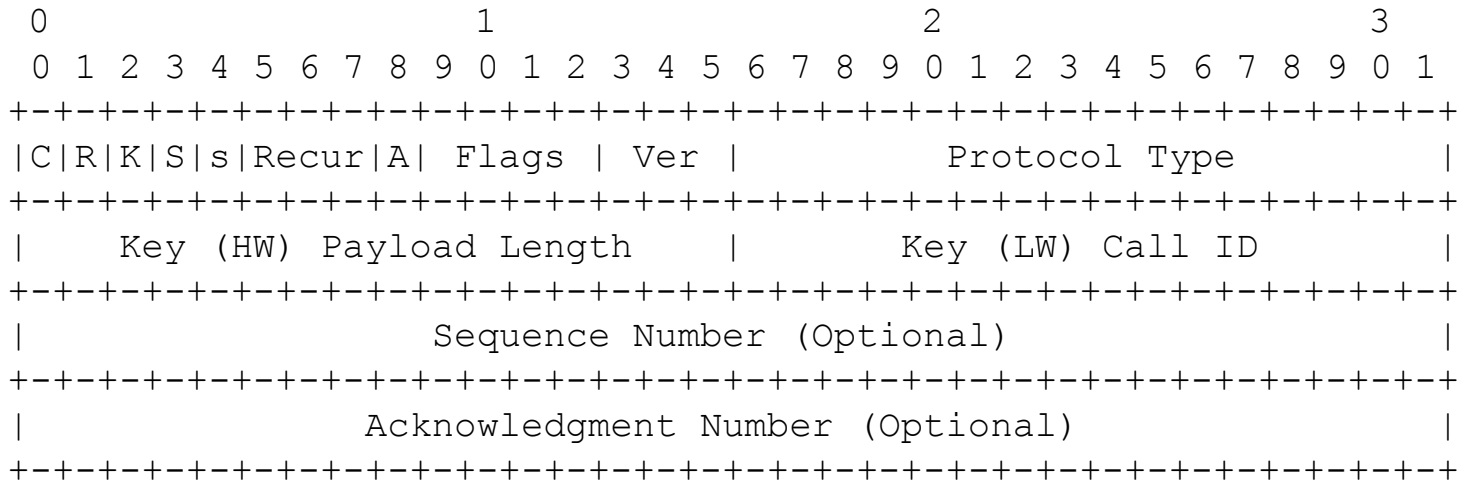 0                   1                   2                   3
 0 1 2 3 4 5 6 7 8 9 0 1 2 3 4 5 6 7 8 9 0 1 2 3 4 5 6 7 8 9 0 1
+-+-+-+-+-+-+-+-+-+-+-+-+-+-+-+-+-+-+-+-+-+-+-+-+-+-+-+-+-+-+-+-+
|C|R|K|S|s|Recur|A| Flags | Ver |         Protocol Type         |
+-+-+-+-+-+-+-+-+-+-+-+-+-+-+-+-+-+-+-+-+-+-+-+-+-+-+-+-+-+-+-+-+
|    Key (HW) Payload Length    |       Key (LW) Call ID        |
+-+-+-+-+-+-+-+-+-+-+-+-+-+-+-+-+-+-+-+-+-+-+-+-+-+-+-+-+-+-+-+-+
|                  Sequence Number (Optional)                   |
+-+-+-+-+-+-+-+-+-+-+-+-+-+-+-+-+-+-+-+-+-+-+-+-+-+-+-+-+-+-+-+-+
|               Acknowledgment Number (Optional)                |
+-+-+-+-+-+-+-+-+-+-+-+-+-+-+-+-+-+-+-+-+-+-+-+-+-+-+-+-+-+-+-+-+